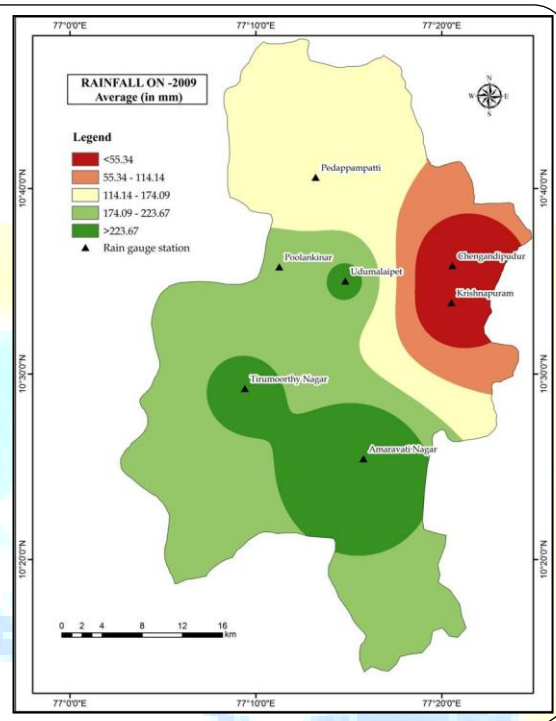 77°0'0"E 77°10'0"E 77°20'0"E
RAINFALL ON -2009
Average (in mm)
N
W E
S
Legend
<55.34
55.34 - 114.14
114.14 - 174.09
174.09 - 223.67
>223.67
Rain gauge station
Pedappampatti
10°40'0"N 10°40'0"N
Chengandipudur
Poolankinar
Udumalaipet
Krishnapuram
10°30'0"N 10°30'0"N
Tirumoorthy Nagar
Amaravati Nagar
10°20'0"N 10°20'0"N
0 2 4 8 12 16
km
77°0'0"E 77°10'0"E 77°20'0"E